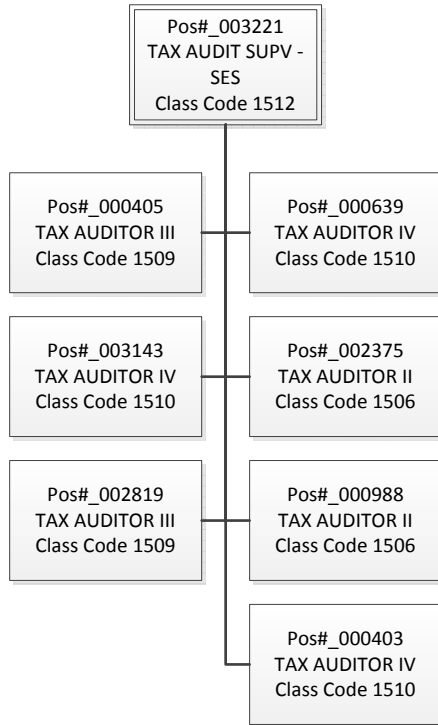 Pos#_003221
TAX AUDIT SUPV -
SES
Class Code 1512
Pos#_000405
TAX AUDITOR III
Class Code 1509
Pos#_000639
TAX AUDITOR IV
Class Code 1510
Pos#_003143
TAX AUDITOR IV
Class Code 1510
Pos#_002375
TAX AUDITOR II
Class Code 1506
Pos#_002819
TAX AUDITOR III
Class Code 1509
Pos#_000988
TAX AUDITOR II
Class Code 1506
Pos#_000403
TAX AUDITOR IV
Class Code 1510